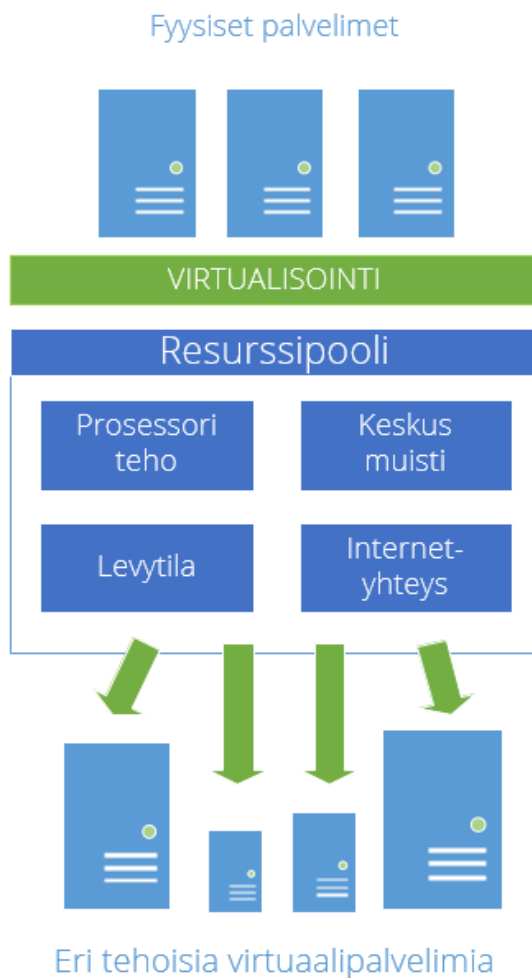 Fyysiset palvelimet
VIRTUALISOINTI
Resurssipooli
Prosessori
teho
Keskus
muisti
Levytila
Internet-
yhteys
Eri tehoisia virtuaalipalvelimia